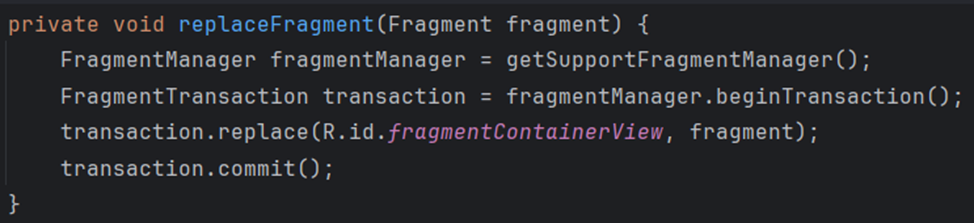 private void replaceFragment(Fragment fragment) {
    FragmentManager fragmentManager = getSupportFragmentManager();
    FragmentTransaction transaction = fragmentManager.beginTransaction();
    transaction.replace(R.id.fragmentContainerView, fragment);
    transaction.commit();
}